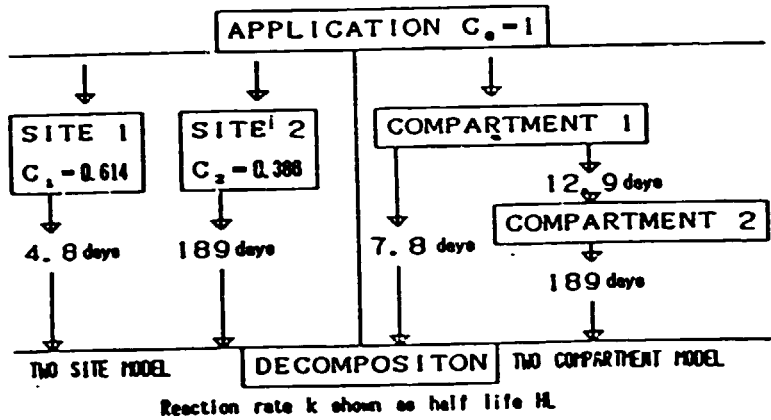 APPLICATION C₀-1
SITE 1
C₁-0.614
SITE 2
C₂-0.386
COMPARTMENT 1
12.9 days
COMPARTMENT 2
4.8 days
189 days
7.8 days
189 days
TWO SITE MODEL
DECOMPOSITON
TWO COMPARTMENT MODEL
Reaction rate k shown as half life HL